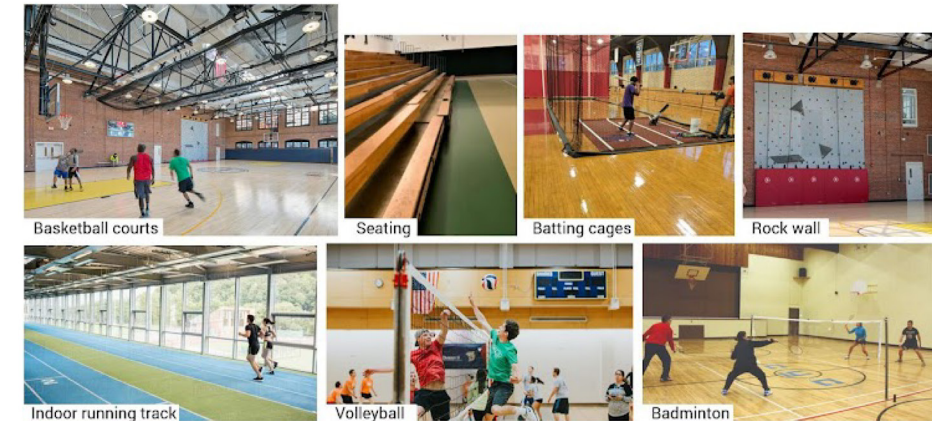 Basketball courts
Seating
Batting cages
Rock wall
Indoor running track
Volleyball
Badminton